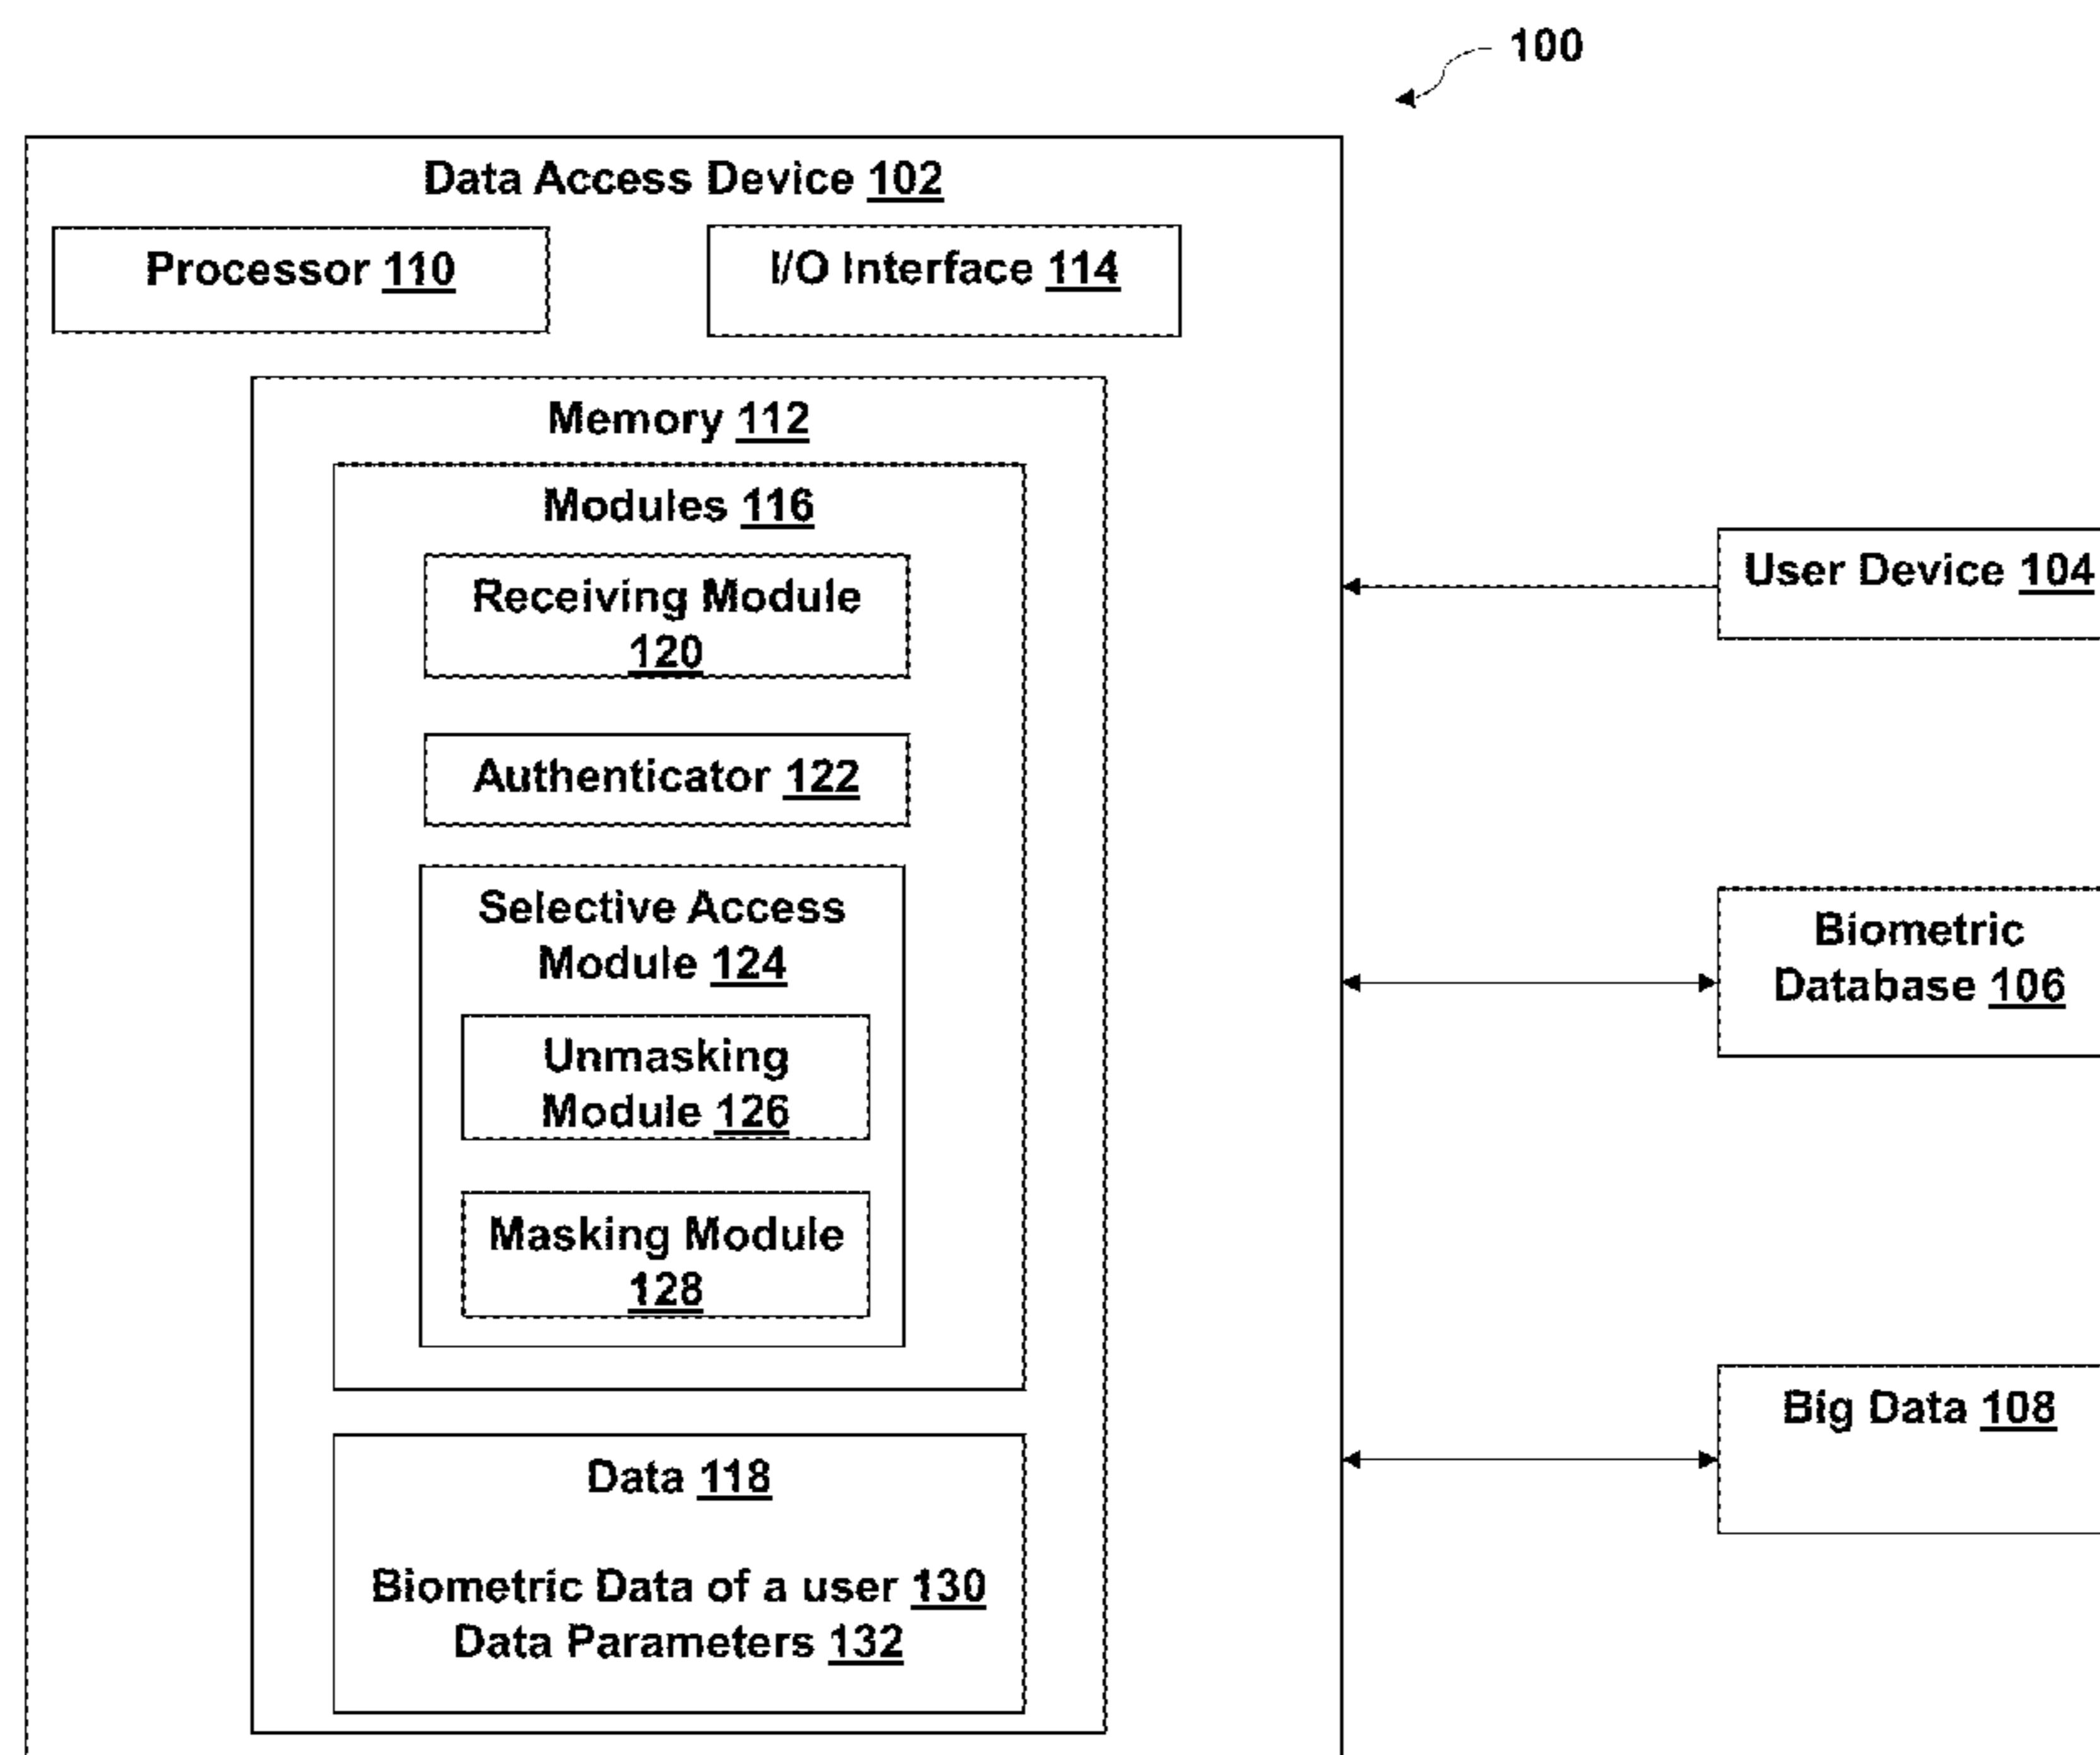 100
Data Access Device 102
Processor 110
I/O Interface 114
Memory 112
Modules 116
Receiving Module
120
Authenticator 122
Selective Access
Module 124
Unmasking
Module 126
Masking Module
128
Data 118
Biometric Data of a user 130
Data Parameters 132
User Device 104
Biometric
Database 106
Big Data 108